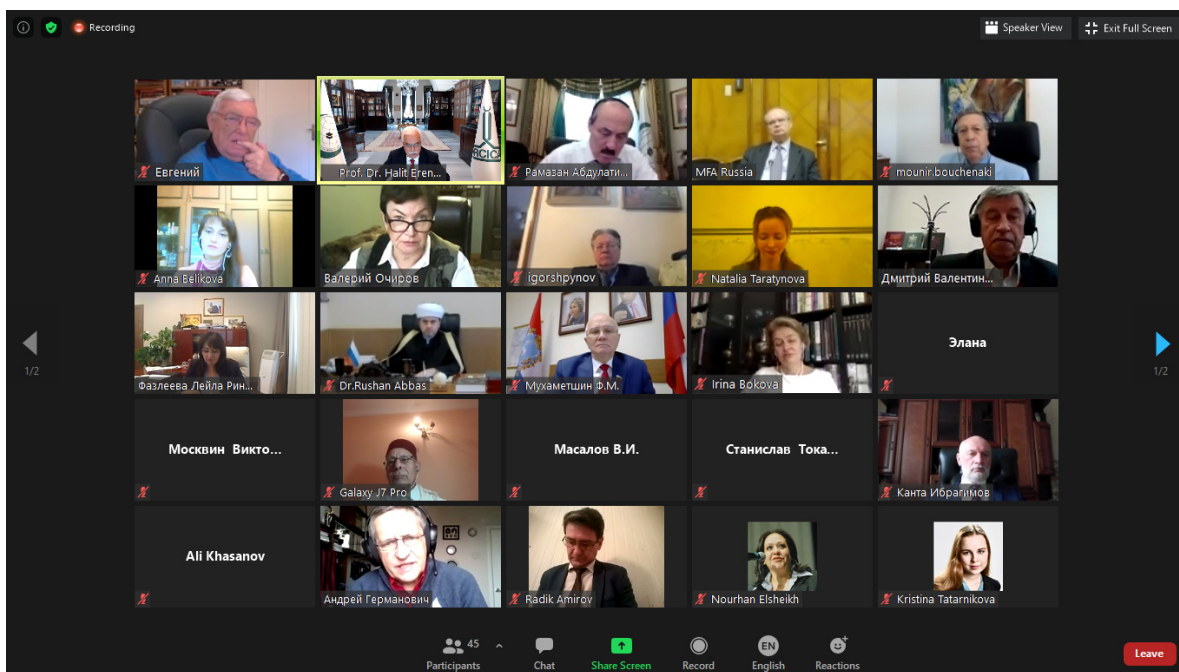 Recording
Speaker View
Exit Full Screen
Евгений
Prof. Dr. Halit Eren...
Рамазан Абдулати...
MFA Russia
mounir.bouchenaki
Anna Belikova
Валерий Очиров
igorshpynov
Natalia Taratynova
Дмитрий Валентин...
Фазлеева Лейла Рин...
Dr.Rushan Abbas
Мухаметшин Ф.М.
Irina Bokova
Элана
1/2
1/2
Москвин Викто...
Galaxy J7 Pro
Масалов В.И.
Станислав Тока...
Канта Ибрагимов
Ali Khasanov
Андрей Германович
Radik Amirov
Nourhan Elsheikh
Kristina Tatarnikova
45
EN
Participants
Chat
Share Screen
Record
English
Reactions
Leave